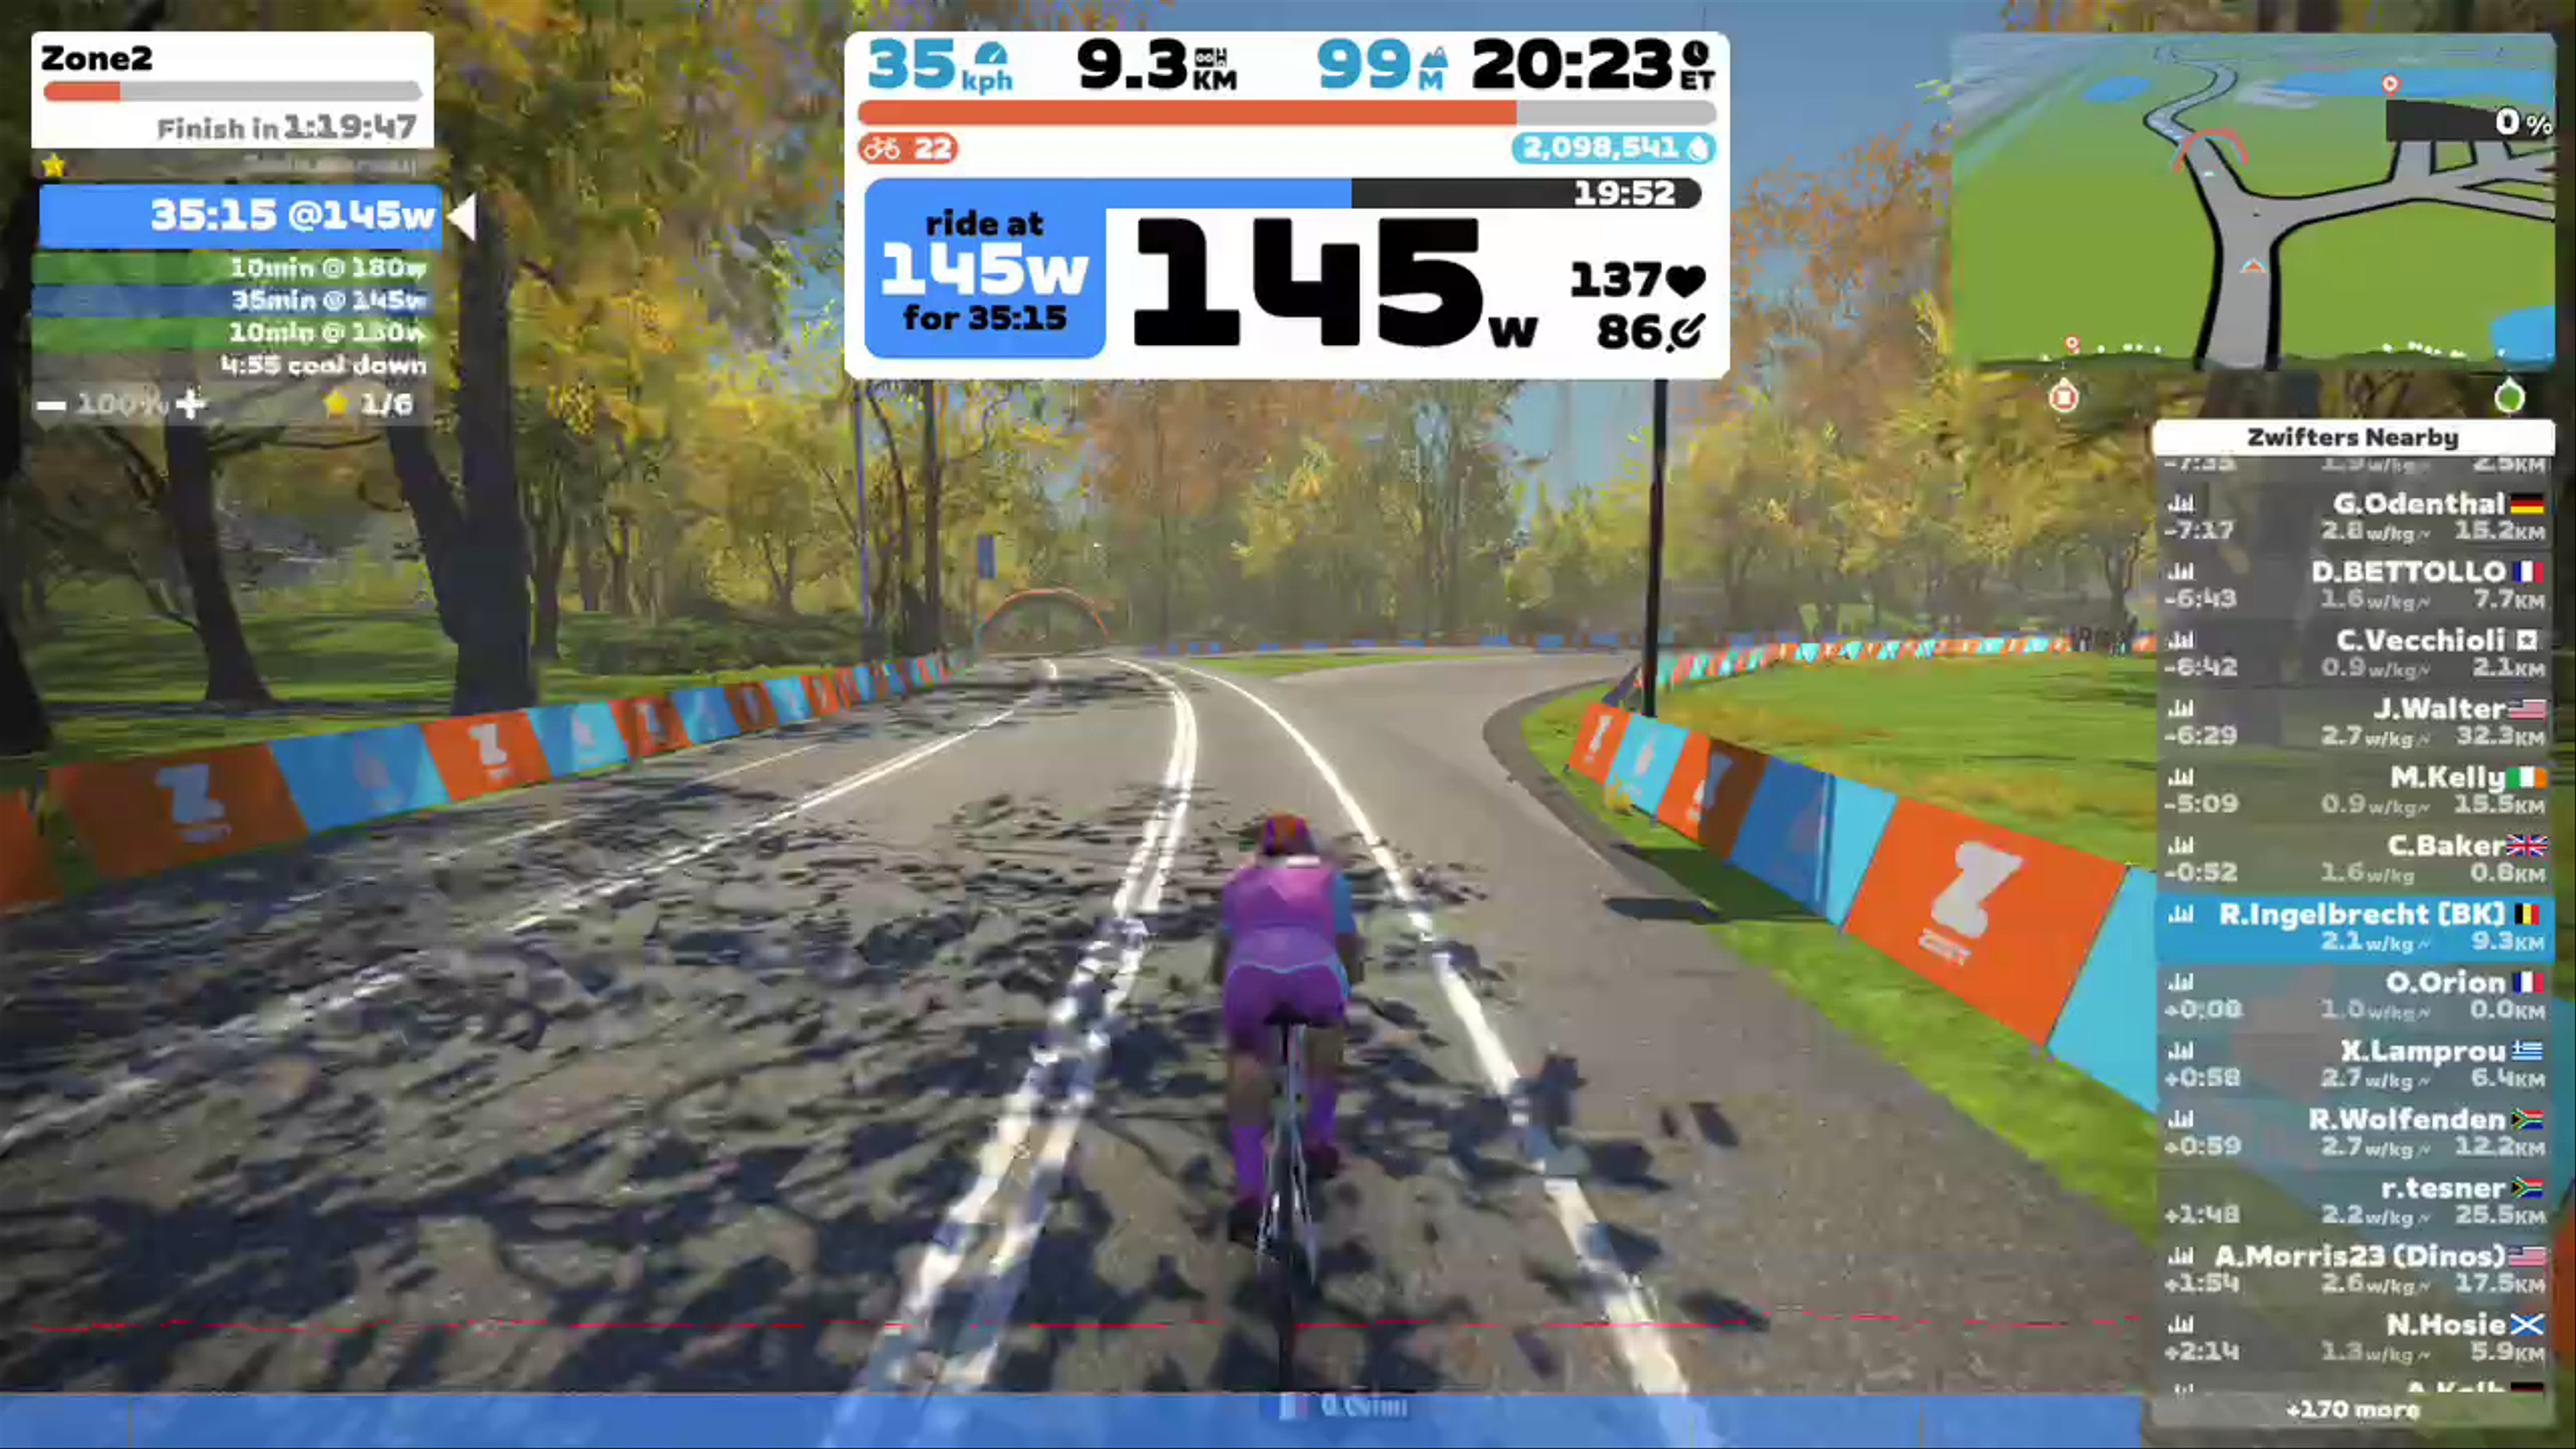 Zone2
Finish in 1:19:47
35:15 @145w
10min @ 180w
35min @ 145w
10min @ 130w
4:55 cool down
100%
1/6
35 kph 9.3 KM 99 M 20:23 ET
22
2,098,541
19:52
ride at
145w
for 35:15
145w
137
86
0 %
Zwifters Nearby
G.Odenthal
-7:17 2.8 w/kg 15.2KM
D.BETTOLLO
-6:43 1.6 w/kg 7.7KM
C.Vecchioli
-6:42 0.9 w/kg 2.1KM
J.Walter
-6:29 2.7 w/kg 32.3KM
M.Kelly
-5:09 0.9 w/kg 15.5KM
C.Baker
-0:52 1.6 w/kg 0.8KM
R.Ingelbrecht [BK]
2.1 w/kg 9.3KM
O.Orion
+0:08 1.0 w/kg 0.0KM
X.Lamprou
+0:58 2.7 w/kg 6.4KM
R.Wolfenden
+0:59 2.7 w/kg 12.2KM
r.tesner
+1:48 2.2 w/kg 25.5KM
A.Morris23 (Dinos)
+1:54 2.6 w/kg 17.5KM
N.Hosie
+2:14 1.3 w/kg 5.9KM
+170 more